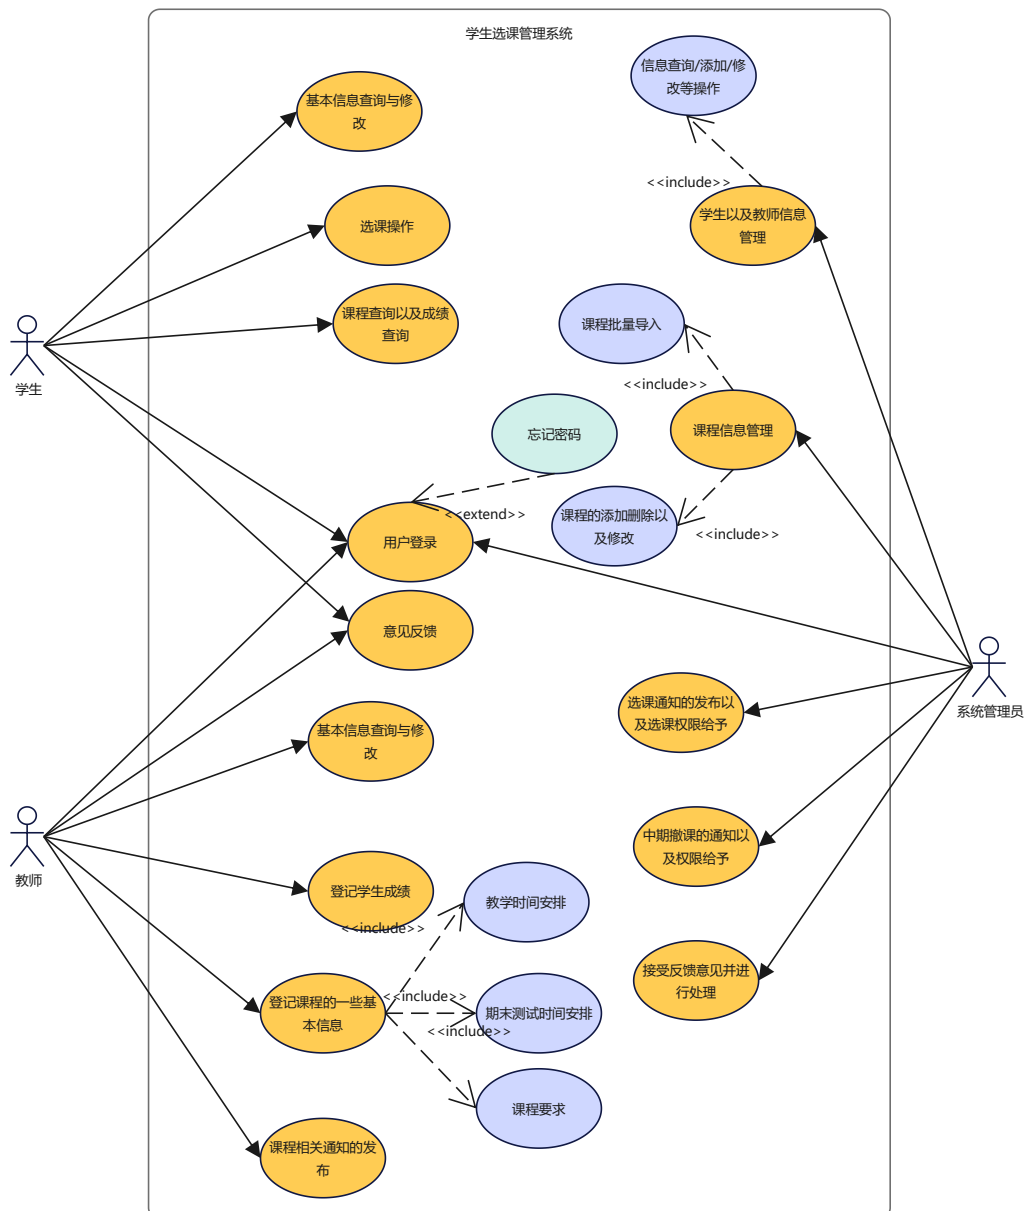 学生选课管理系统
信息查询/添加/修
改等操作
基本信息查询与修
改
<<include>>
选课操作
学生以及教师信息
管理
课程查询以及成绩
查询
课程批量导入
学生
<<include>>
忘记密码
课程信息管理
<<extend>>
课程的添加删除以
及修改
<<include>>
用户登录
意见反馈
选课通知的发布以
及选课权限给予
系统管理员
基本信息查询与修
改
中期撤课的通知以
及权限给予
教师
登记学生成绩
教学时间安排
<<include>>
接受反馈意见并进
行处理
登记课程的一些基
本信息
<<include>>
期末测试时间安排
<<include>>
课程要求
课程相关通知的发
布